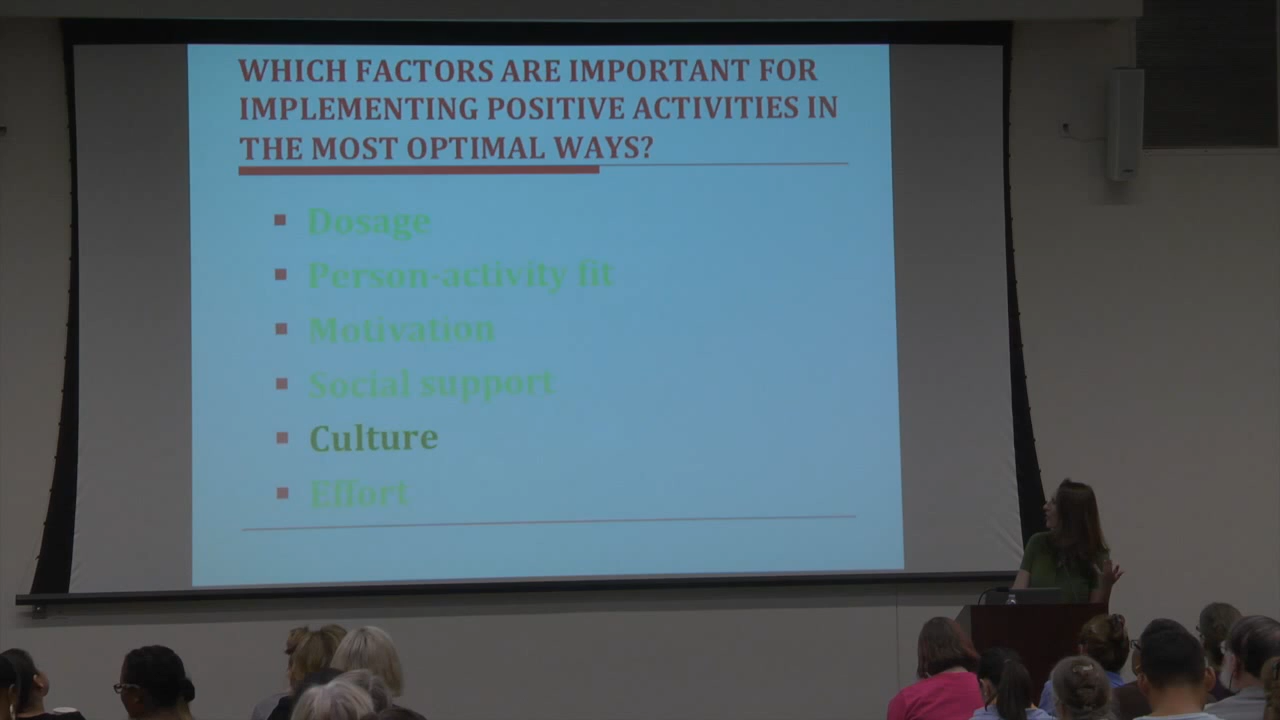 WHICH FACTORS ARE IMPORTANT FOR
IMPLEMENTING POSITIVE ACTIVITIES IN
THE MOST OPTIMAL WAYS?
Dosage
Person-activity fit
Motivation
Social support
Culture
Effort